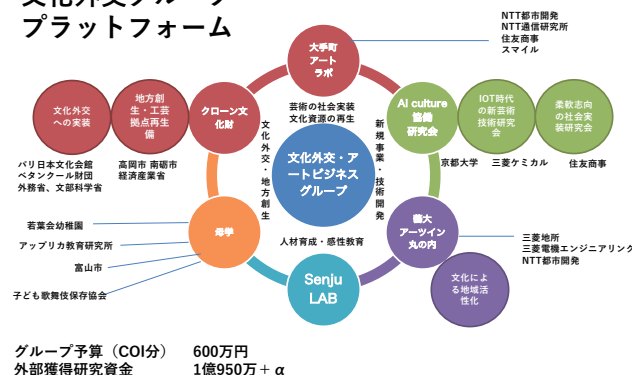 プラットフォーム
NTT都市開発
NTT通信研究所
住友商事
スマイル
大手町
アート
ラボ
文化外交
への実装
地方創
生・工芸
拠点再生
備
クローン文
化財
芸術の社会実装
文化資源の再生
AI culture
協働
研究会
IOT時代
の新芸術
技術研究
会
柔軟志向
の社会実
装研究会
パリ日本文化会館
ベタンクール財団
外務省、文部科学省
高岡市 南砺市
経済産業省
文化外交・地方創生
文化外交・ア
ートビジネス
グループ
新規事業・技術開発
京都大学
三菱ケミカル
住友商事
若葉会幼稚園
アップリカ教育研究所
富山市
子ども歌舞伎保存協会
母学
人材育成・感性教育
Senju
LAB
藝大
アーツイン
丸の内
文化によ
る地域活
性化
三菱地所
三菱電機エンジニアリング
NTT都市開発
グループ予算（COI分） 600万円
外部獲得研究資金 1億950万＋α